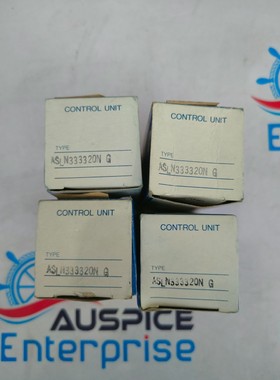 CONTROL UNIT
TYPE
ASLN333320N G
CONTROL UNIT
TYPE
ASLN333320N G
CONTROL UNIT
TYPE
ASLN333320N G
CONTROL UNIT
TYPE
ASLN333320N G
AUSPICE
Enterprise